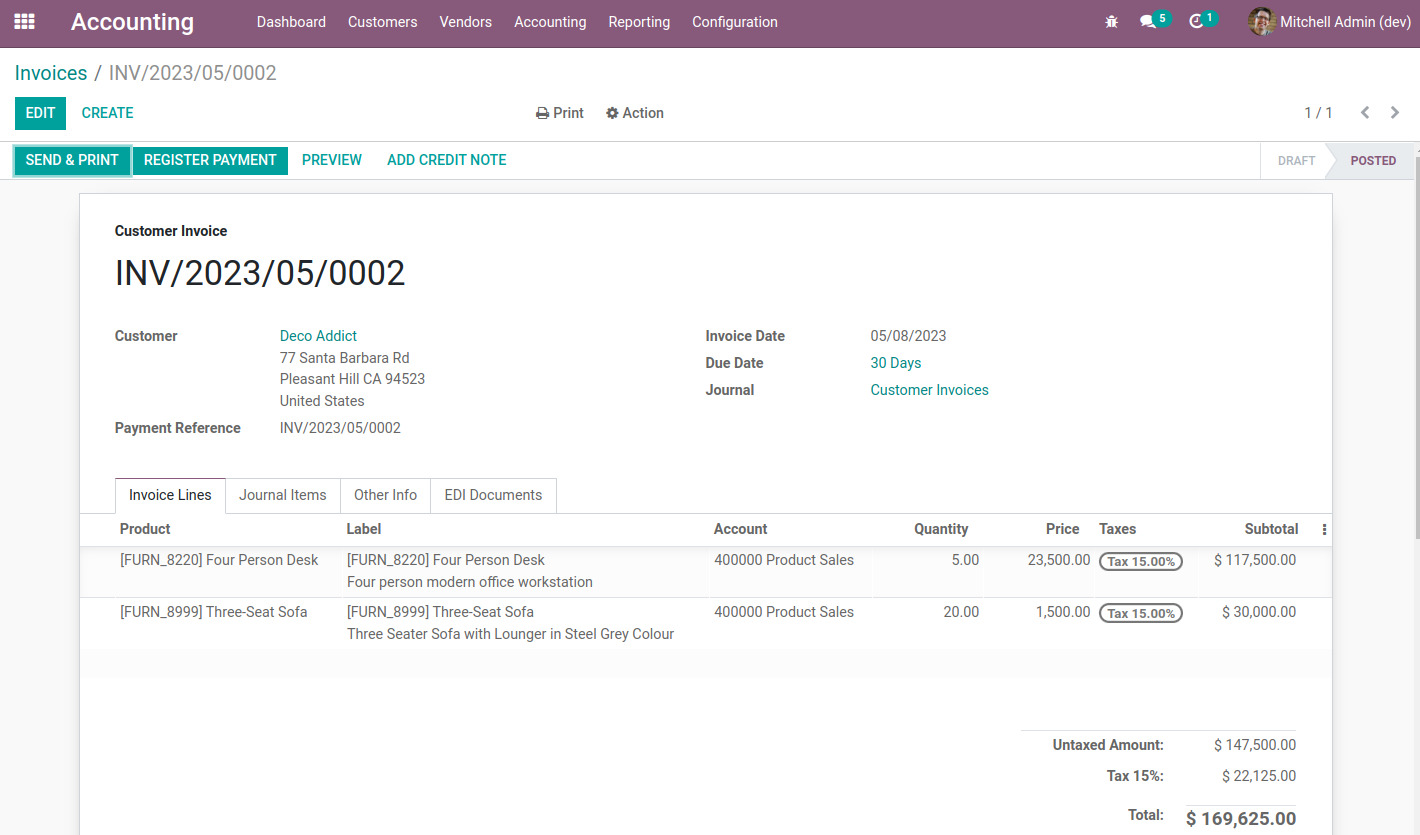 Accounting Dashboard Customers Vendors Accounting Reporting Configuration 5 1 Mitchell Admin (dev)
Invoices / INV/2023/05/0002
EDIT CREATE Print Action 1 / 1
SEND & PRINT REGISTER PAYMENT PREVIEW ADD CREDIT NOTE DRAFT POSTED
Customer Invoice
INV/2023/05/0002
Customer Deco Addict Invoice Date 05/08/2023
77 Santa Barbara Rd Due Date 30 Days
Pleasant Hill CA 94523 Journal Customer Invoices
United States
Payment Reference INV/2023/05/0002
Invoice Lines Journal Items Other Info EDI Documents
Product Label Account Quantity Price Taxes Subtotal
[FURN_8220] Four Person Desk [FURN_8220] Four Person Desk 400000 Product Sales 5.00 23,500.00 Tax 15.00% $ 117,500.00
Four person modern office workstation
[FURN_8999] Three-Seat Sofa [FURN_8999] Three-Seat Sofa 400000 Product Sales 20.00 1,500.00 Tax 15.00% $ 30,000.00
Three Seater Sofa with Lounger in Steel Grey Colour
Untaxed Amount: $ 147,500.00
Tax 15%: $ 22,125.00
Total: $ 169,625.00